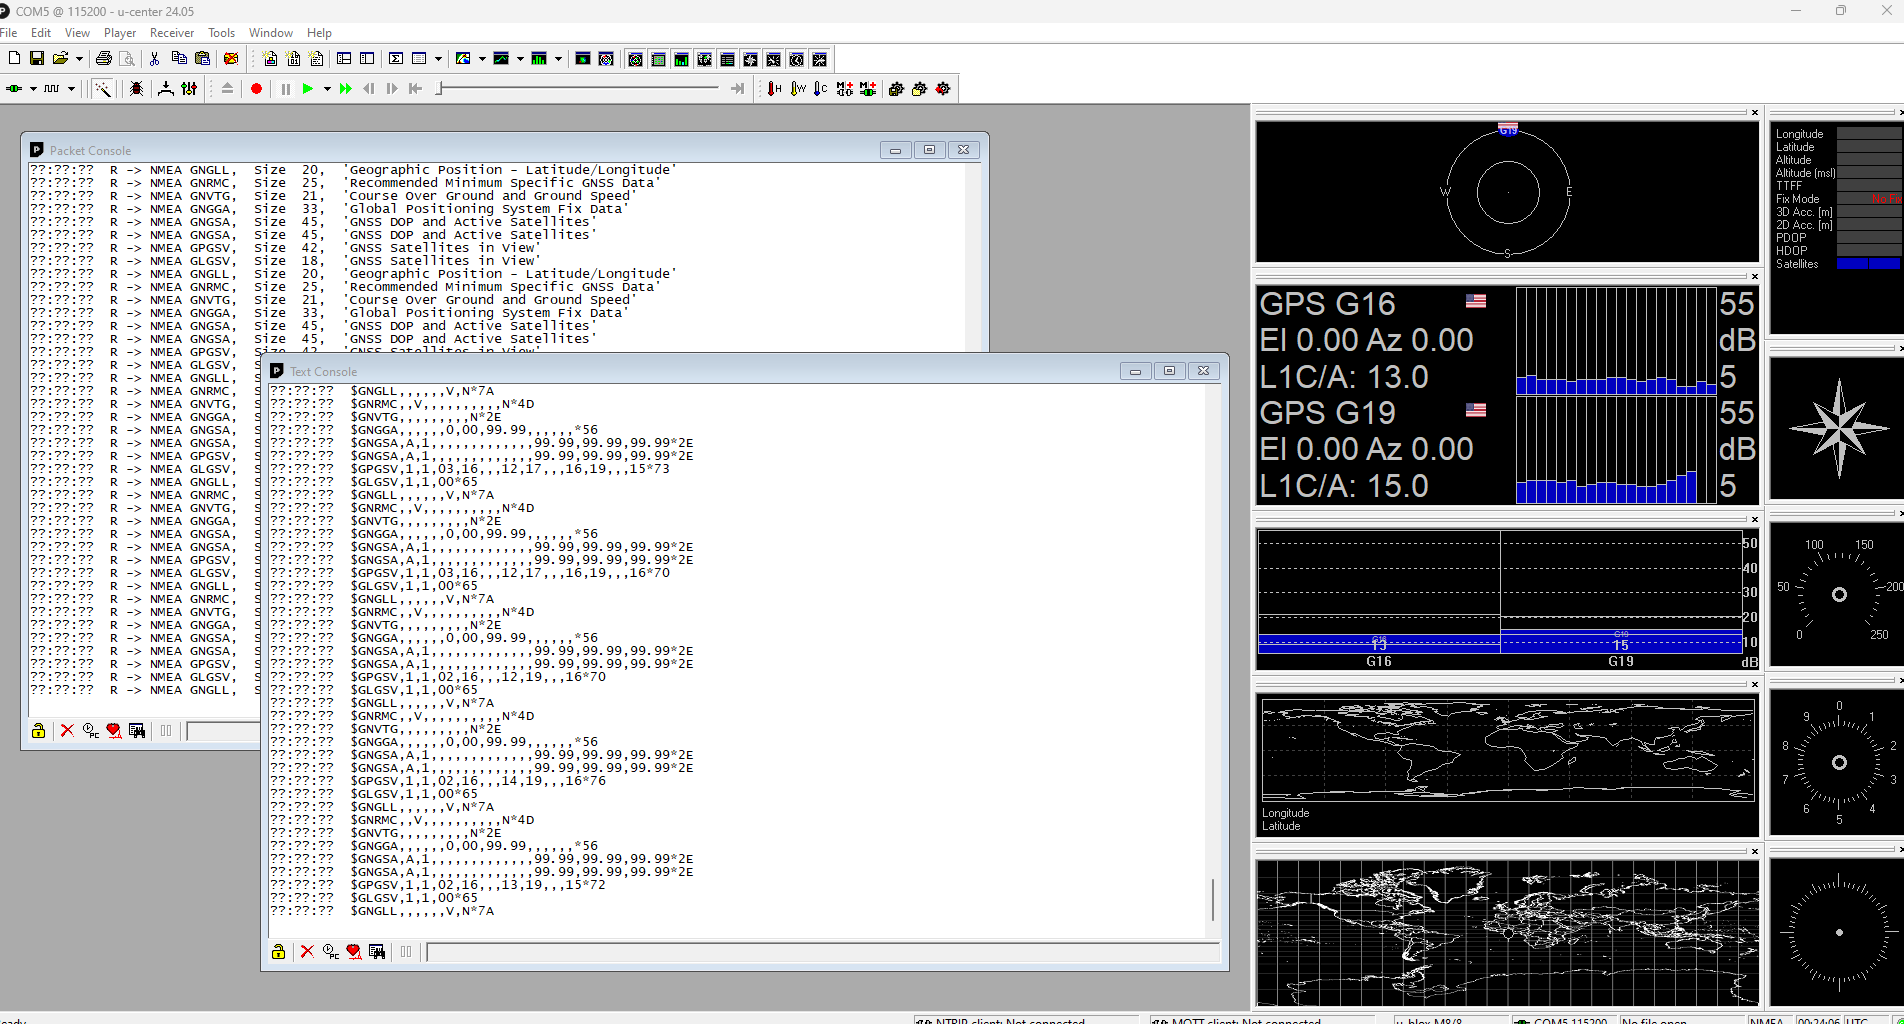 COM5 @ 115200 - u-center 24.05
File Edit View Player Receiver Tools Window Help
Packet Console
??:??:?? R -> NMEA GNGLL, Size 20, 'Geographic Position - Latitude/Longitude'
??:??:?? R -> NMEA GNRMC, Size 25, 'Recommended Minimum Specific GNSS Data'
??:??:?? R -> NMEA GNVTG, Size 21, 'Course Over Ground and Ground Speed'
??:??:?? R -> NMEA GNGGA, Size 33, 'Global Positioning System Fix Data'
??:??:?? R -> NMEA GNGSA, Size 45, 'GNSS DOP and Active Satellites'
??:??:?? R -> NMEA GNGSA, Size 45, 'GNSS DOP and Active Satellites'
??:??:?? R -> NMEA GPGSV, Size 42, 'GNSS Satellites in View'
??:??:?? R -> NMEA GLGSV, Size 18, 'GNSS Satellites in View'
??:??:?? R -> NMEA GNGLL, Size 20, 'Geographic Position - Latitude/Longitude'
??:??:?? R -> NMEA GNRMC, Size 25, 'Recommended Minimum Specific GNSS Data'
??:??:?? R -> NMEA GNVTG, Size 21, 'Course Over Ground and Ground Speed'
??:??:?? R -> NMEA GNGGA, Size 33, 'Global Positioning System Fix Data'
??:??:?? R -> NMEA GNGSA, Size 45, 'GNSS DOP and Active Satellites'
??:??:?? R -> NMEA GNGSA, Size 45, 'GNSS DOP and Active Satellites'
??:??:?? R -> NMEA GPGSV, Size 42, 'GNSS Satellites in View'
??:??:?? R -> NMEA GLGSV, S
??:??:?? R -> NMEA GNGLL, S
??:??:?? R -> NMEA GNRMC, S
??:??:?? R -> NMEA GNVTG, S
??:??:?? R -> NMEA GNGGA, S
??:??:?? R -> NMEA GNGSA, S
??:??:?? R -> NMEA GNGSA, S
??:??:?? R -> NMEA GPGSV, S
??:??:?? R -> NMEA GLGSV, S
??:??:?? R -> NMEA GNGLL, S
??:??:?? R -> NMEA GNRMC, S
??:??:?? R -> NMEA GNVTG, S
??:??:?? R -> NMEA GNGGA, S
??:??:?? R -> NMEA GNGSA, S
??:??:?? R -> NMEA GNGSA, S
??:??:?? R -> NMEA GPGSV, S
??:??:?? R -> NMEA GLGSV, S
??:??:?? R -> NMEA GNGLL, S
??:??:?? R -> NMEA GNRMC, S
??:??:?? R -> NMEA GNVTG, S
??:??:?? R -> NMEA GNGGA, S
??:??:?? R -> NMEA GNGSA, S
??:??:?? R -> NMEA GNGSA, S
??:??:?? R -> NMEA GPGSV, S
??:??:?? R -> NMEA GLGSV, S
??:??:?? R -> NMEA GNGLL, S
Text Console
??:??:?? $GNGLL,,,,,,V,N*7A
??:??:?? $GNRMC,,V,,,,,,,,,,N*4D
??:??:?? $GNVTG,,,,,,,,,N*2E
??:??:?? $GNGGA,,,,,,0,00,99.99,,,,,,*56
??:??:?? $GNGSA,A,1,,,,,,,,,,,,,99.99,99.99,99.99*2E
??:??:?? $GNGSA,A,1,,,,,,,,,,,,,99.99,99.99,99.99*2E
??:??:?? $GPGSV,1,1,03,16,,,12,17,,,16,19,,,15*73
??:??:?? $GLGSV,1,1,00*65
??:??:?? $GNGLL,,,,,,V,N*7A
??:??:?? $GNRMC,,V,,,,,,,,,,N*4D
??:??:?? $GNVTG,,,,,,,,,N*2E
??:??:?? $GNGGA,,,,,,0,00,99.99,,,,,,*56
??:??:?? $GNGSA,A,1,,,,,,,,,,,,,99.99,99.99,99.99*2E
??:??:?? $GNGSA,A,1,,,,,,,,,,,,,99.99,99.99,99.99*2E
??:??:?? $GPGSV,1,1,03,16,,,12,17,,,16,19,,,16*70
??:??:?? $GLGSV,1,1,00*65
??:??:?? $GNGLL,,,,,,V,N*7A
??:??:?? $GNRMC,,V,,,,,,,,,,N*4D
??:??:?? $GNVTG,,,,,,,,,N*2E
??:??:?? $GNGGA,,,,,,0,00,99.99,,,,,,*56
??:??:?? $GNGSA,A,1,,,,,,,,,,,,,99.99,99.99,99.99*2E
??:??:?? $GNGSA,A,1,,,,,,,,,,,,,99.99,99.99,99.99*2E
??:??:?? $GPGSV,1,1,02,16,,,12,19,,,16*70
??:??:?? $GLGSV,1,1,00*65
??:??:?? $GNGLL,,,,,,V,N*7A
??:??:?? $GNRMC,,V,,,,,,,,,,N*4D
??:??:?? $GNVTG,,,,,,,,,N*2E
??:??:?? $GNGGA,,,,,,0,00,99.99,,,,,,*56
??:??:?? $GNGSA,A,1,,,,,,,,,,,,,99.99,99.99,99.99*2E
??:??:?? $GNGSA,A,1,,,,,,,,,,,,,99.99,99.99,99.99*2E
??:??:?? $GPGSV,1,1,02,16,,,14,19,,,16*76
??:??:?? $GLGSV,1,1,00*65
??:??:?? $GNGLL,,,,,,V,N*7A
??:??:?? $GNRMC,,V,,,,,,,,,,N*4D
??:??:?? $GNVTG,,,,,,,,,N*2E
??:??:?? $GNGGA,,,,,,0,00,99.99,,,,,,*56
??:??:?? $GNGSA,A,1,,,,,,,,,,,,,99.99,99.99,99.99*2E
??:??:?? $GNGSA,A,1,,,,,,,,,,,,,99.99,99.99,99.99*2E
??:??:?? $GPGSV,1,1,02,16,,,13,19,,,15*72
??:??:?? $GLGSV,1,1,00*65
??:??:?? $GNGLL,,,,,,V,N*7A
G19
W E
S
GPS G16 55
El 0.00 Az 0.00 dB
L1C/A: 13.0 5
GPS G19 55
El 0.00 Az 0.00 dB
L1C/A: 15.0 5
50
40
30
20
10
dB
G16 G19
13 15
G16 G19
Longitude
Latitude
Longitude
Latitude
Altitude
Altitude (msl)
TTFF
Fix Mode No Fix
3D Acc. [m]
2D Acc. [m]
PDOP
HDOP
Satellites
100 150
50 200
0 250
0
9 1
8 2
7 3
6 4
5
NTRIP client: Not connected MQTT client: Not connected u-blox M8/8 COM5 115200 No file open NMEA 00:24:06 UTC